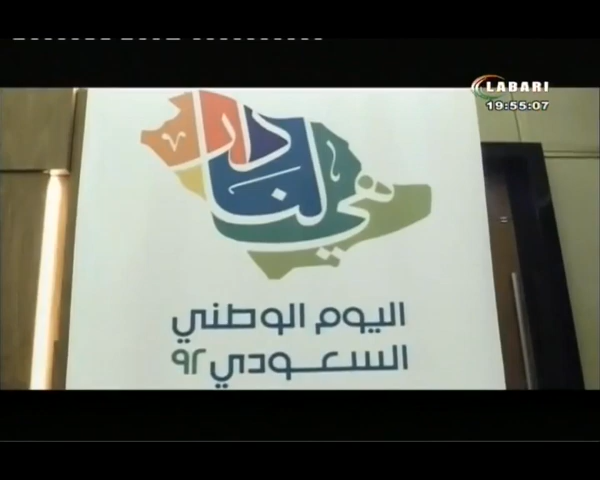 LABARI
19:55:07
هي لنا دار
اليوم الوطني
السعودي ٩٢